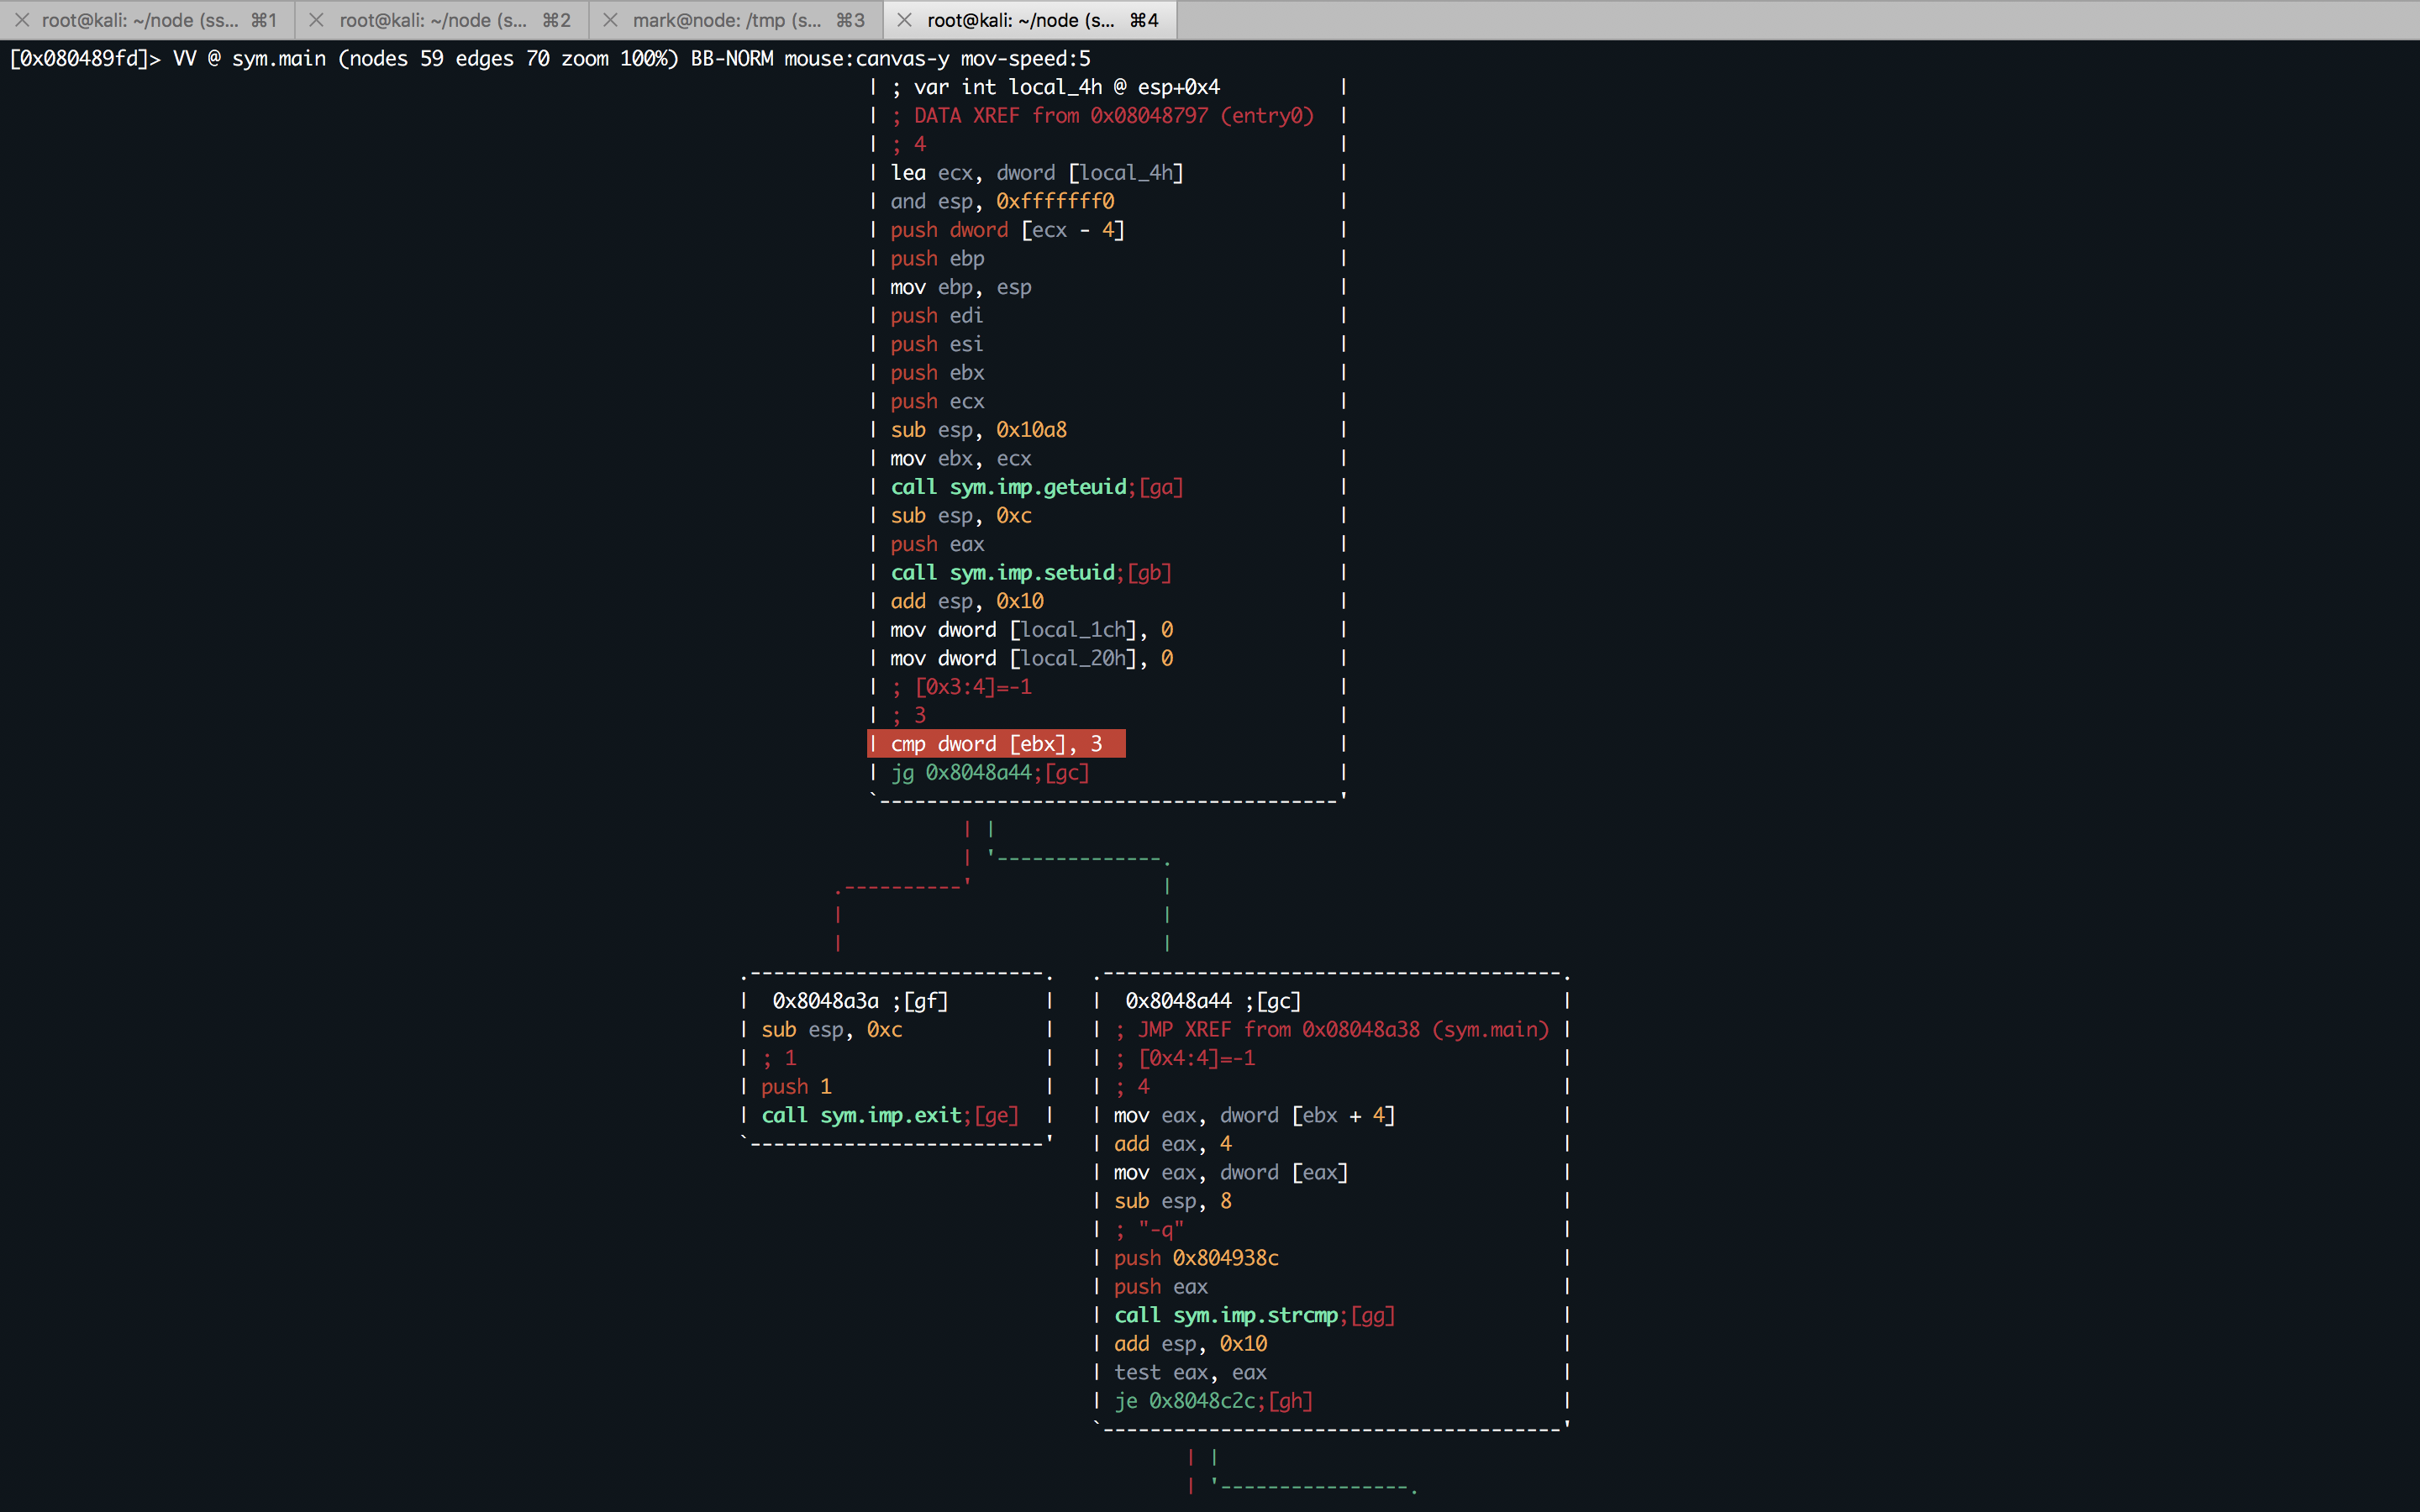 root@kali: ~/node (ss... ⌘1
root@kali: ~/node (s... ⌘2
mark@node: /tmp (s... ⌘3
root@kali: ~/node (s... ⌘4
[0x080489fd]> VV @ sym.main (nodes 59 edges 70 zoom 100%) BB-NORM mouse:canvas-y mov-speed:5
; var int local_4h @ esp+0x4
; DATA XREF from 0x08048797 (entry0)
; 4
lea ecx, dword [local_4h]
and esp, 0xfffffff0
push dword [ecx - 4]
push ebp
mov ebp, esp
push edi
push esi
push ebx
push ecx
sub esp, 0x10a8
mov ebx, ecx
call sym.imp.geteuid;[ga]
sub esp, 0xc
push eax
call sym.imp.setuid;[gb]
add esp, 0x10
mov dword [local_1ch], 0
mov dword [local_20h], 0
; [0x3:4]=-1
; 3
cmp dword [ebx], 3
jg 0x8048a44;[gc]
0x8048a3a ;[gf]
sub esp, 0xc
; 1
push 1
call sym.imp.exit;[ge]
0x8048a44 ;[gc]
; JMP XREF from 0x08048a38 (sym.main)
; [0x4:4]=-1
; 4
mov eax, dword [ebx + 4]
add eax, 4
mov eax, dword [eax]
sub esp, 8
; "-q"
push 0x804938c
push eax
call sym.imp.strcmp;[gg]
add esp, 0x10
test eax, eax
je 0x8048c2c;[gh]